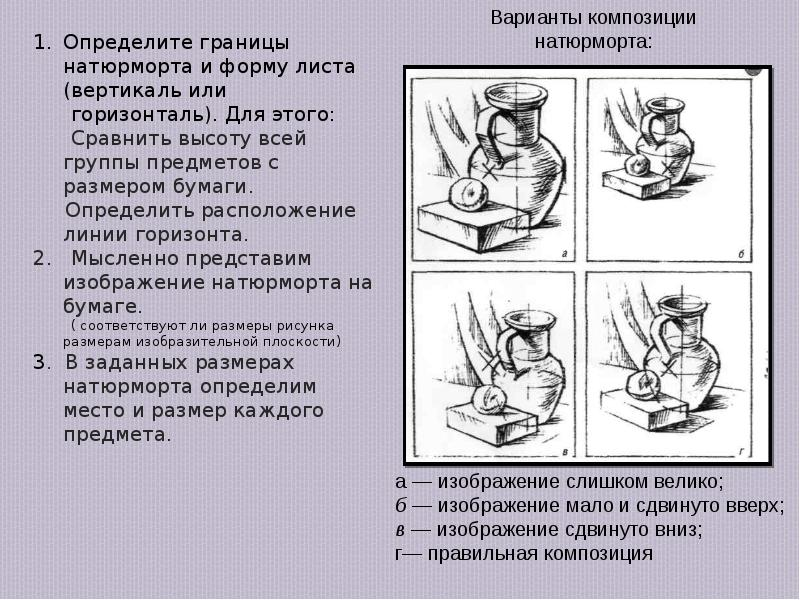 1. Определите границы
натюрморта и форму листа
(вертикаль или
горизонталь). Для этого:
Сравнить высоту всей
группы предметов с
размером бумаги.
Определить расположение
линии горизонта.
2. Мысленно представим
изображение натюрморта на
бумаге.
( соответствуют ли размеры рисунка
размерам изобразительной плоскости)
3. В заданных размерах
натюрморта определим
место и размер каждого
предмета.
Варианты композиции
натюрморта:
а
б
в
г
а — изображение слишком велико;
б — изображение мало и сдвинуто вверх;
в — изображение сдвинуто вниз;
г— правильная композиция